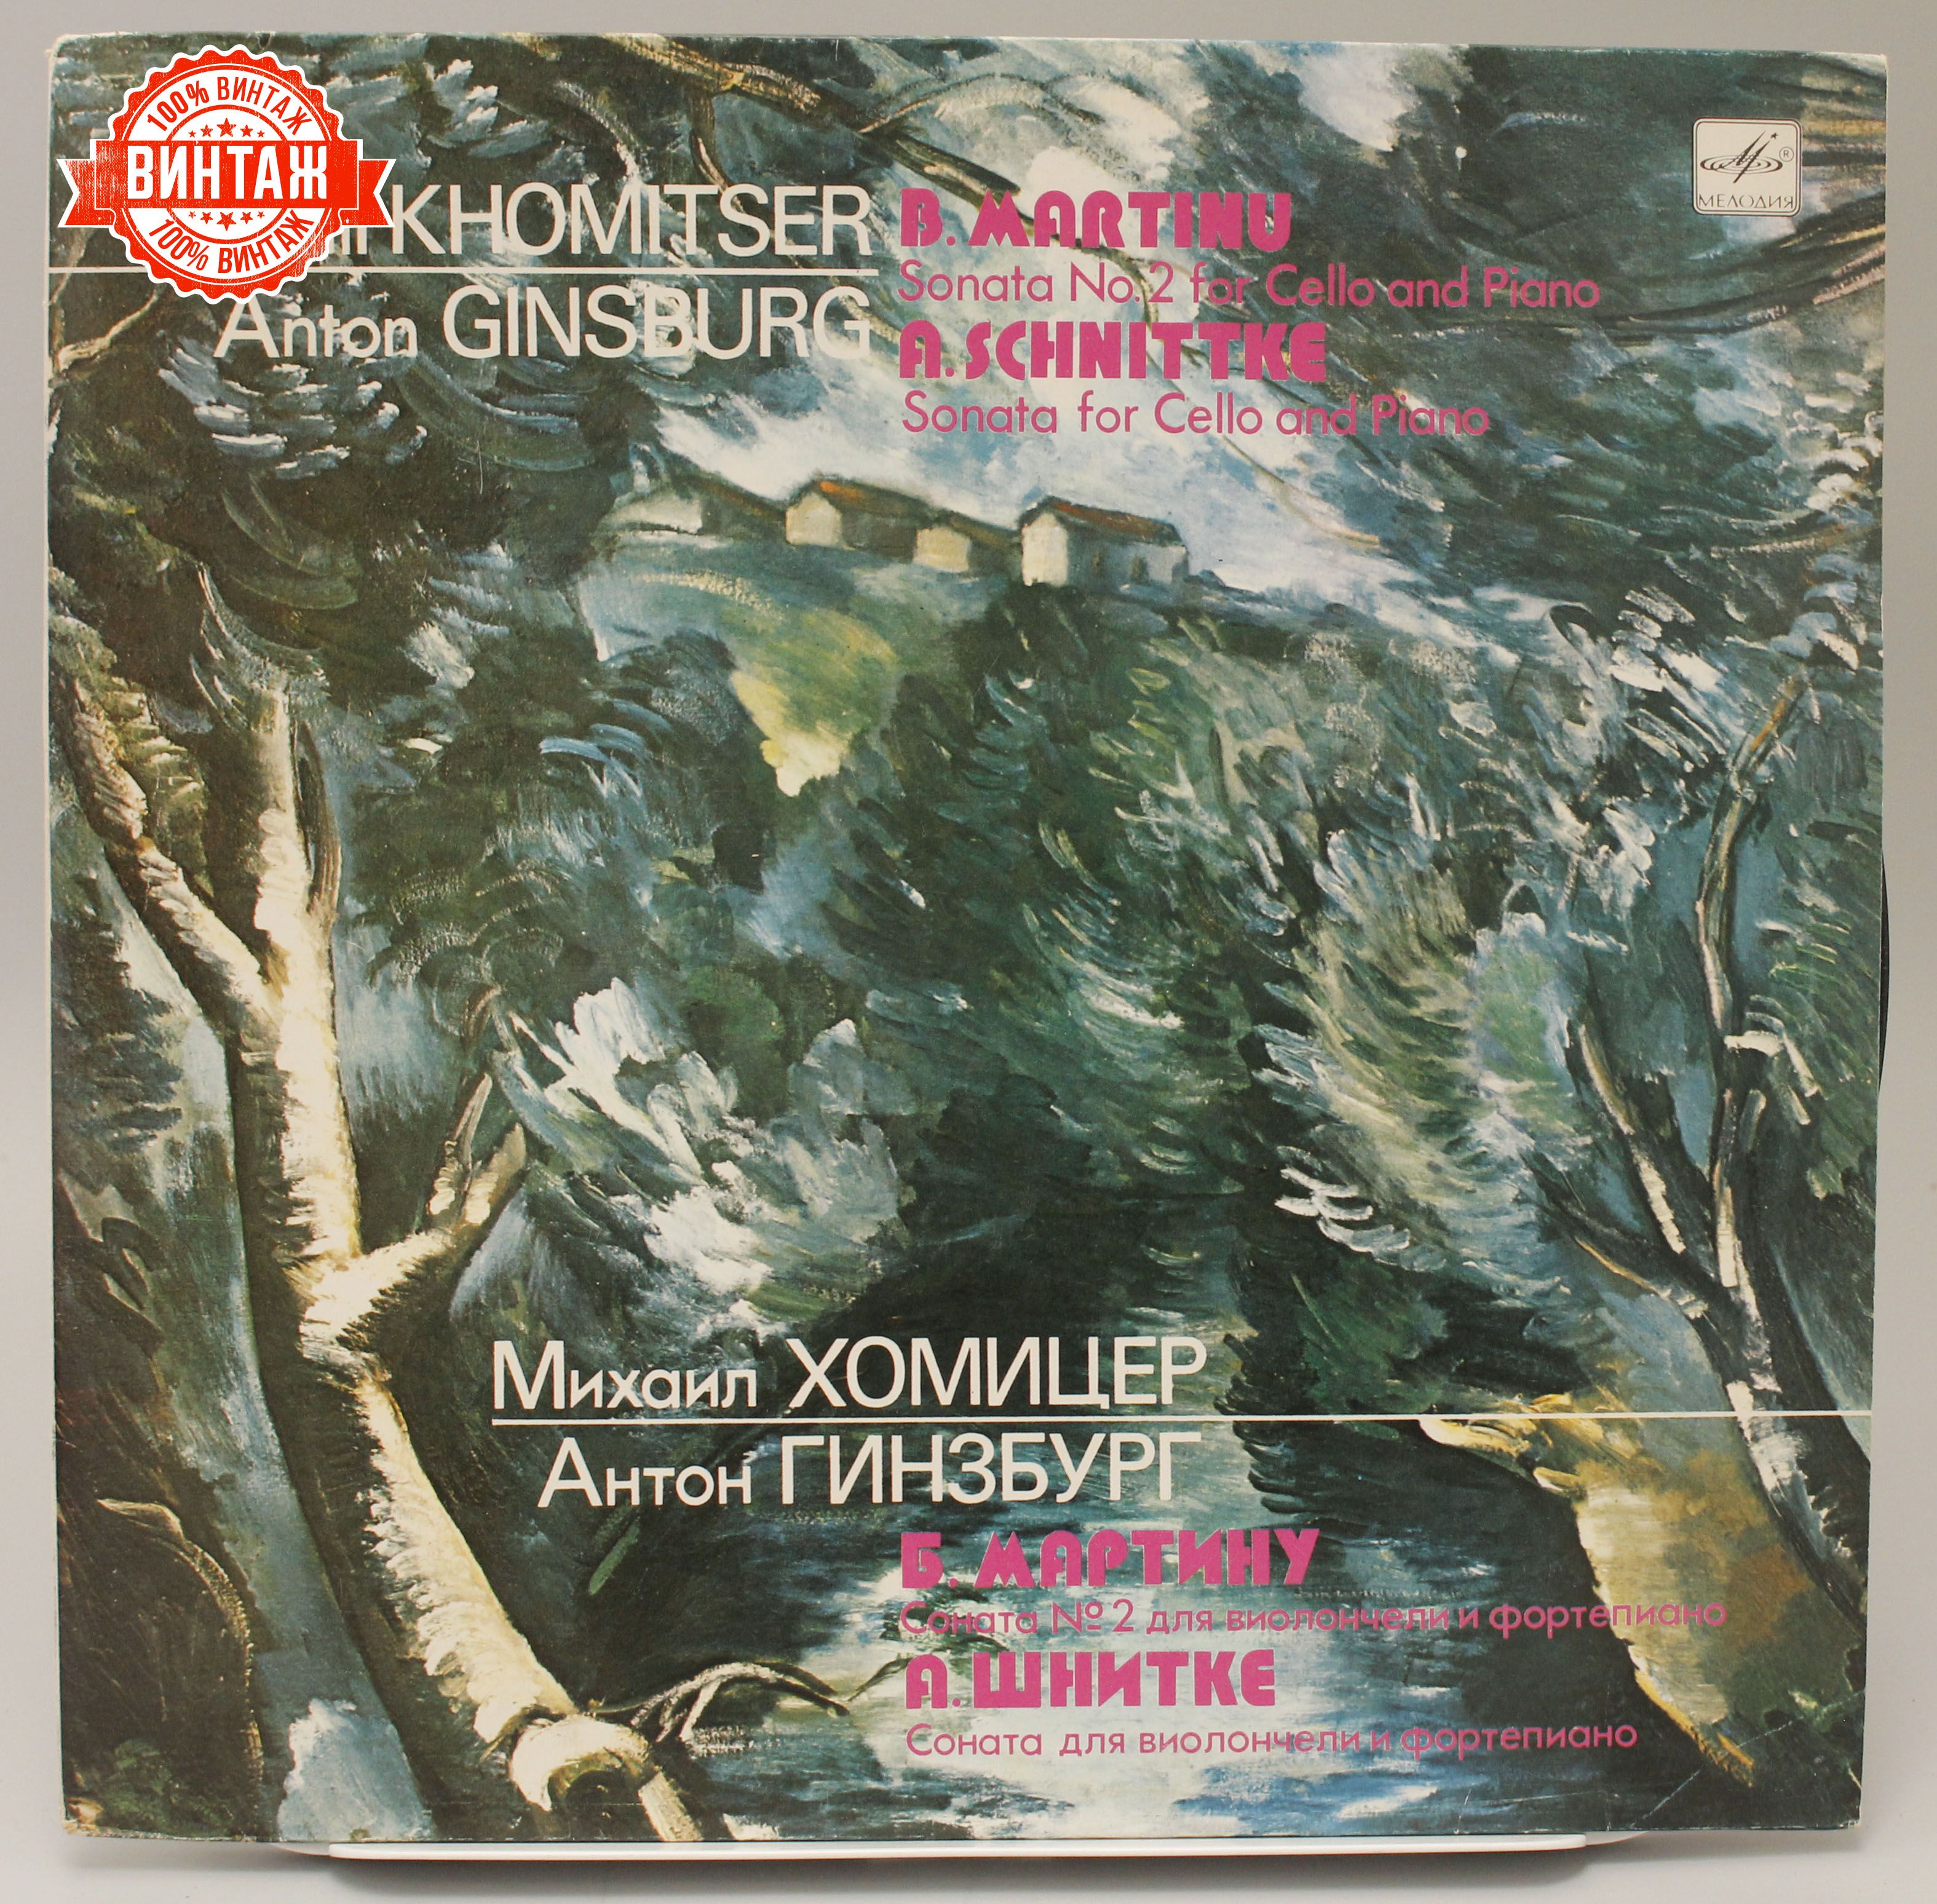 100% ВИНТАЖ
ВИНТАЖ
100% ВИНТАЖ
KHOMITSER
Anton GINSBURG
B. MARTINU
Sonata No. 2 for Cello and Piano
A. SCHNITTKE
Sonata for Cello and Piano
®
МЕЛОДИЯ
Михаил ХОМИЦЕР
Антон ГИНЗБУРГ
Б. МАРТИНУ
Соната № 2 для виолончели и фортепиано
А. ШНИТКЕ
Соната для виолончели и фортепиано